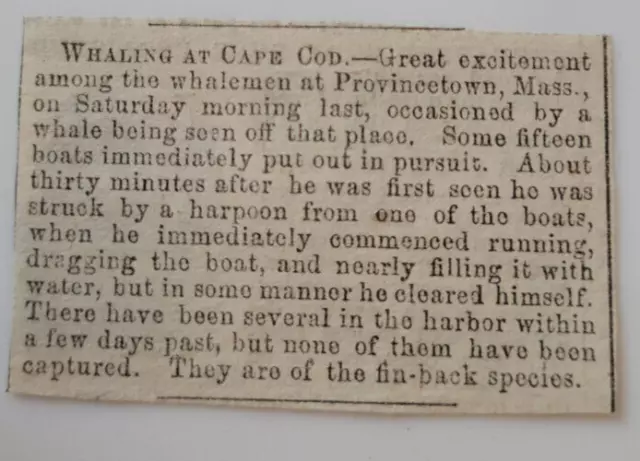 WHALING AT CAPE COD.—Great excitement
among the whalemen at Provincetown, Mass.,
on Saturday morning last, occasioned by a
whale being seen off that place. Some fifteen
boats immediately put out in pursuit. About
thirty minutes after he was first seen he was
struck by a harpoon from one of the boats,
when he immediately commenced running,
dragging the boat, and nearly filling it with
water, but in some manner he cleared himself.
There have been several in the harbor within
a few days past, but none of them have been
captured. They are of the fin-back species.